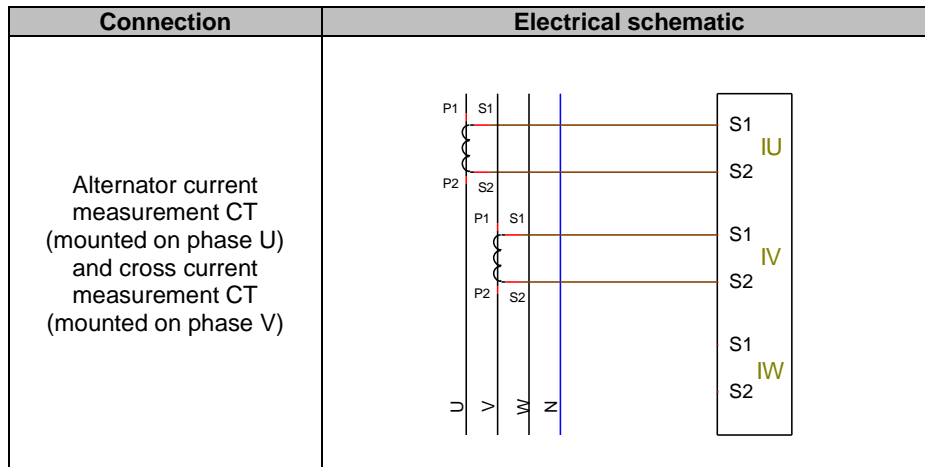 Connection
Electrical schematic
Alternator current
measurement CT
(mounted on phase U)
and cross current
measurement CT
(mounted on phase V)
P1 S1
S1
IU
S2
P2 S2
P1 S1
S1
IV
S2
P2 S2
S1
IW
S2
U V W N